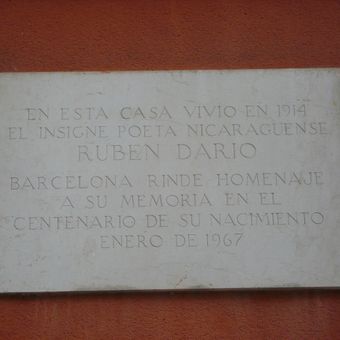 EN ESTA CASA VIVIO EN 1914
EL INSIGNE POETA NICARAGUENSE
RUBEN DARIO
BARCELONA RINDE HOMENAJE
A SU MEMORIA EN EL
CENTENARIO DE SU NACIMIENTO
ENERO DE 1967